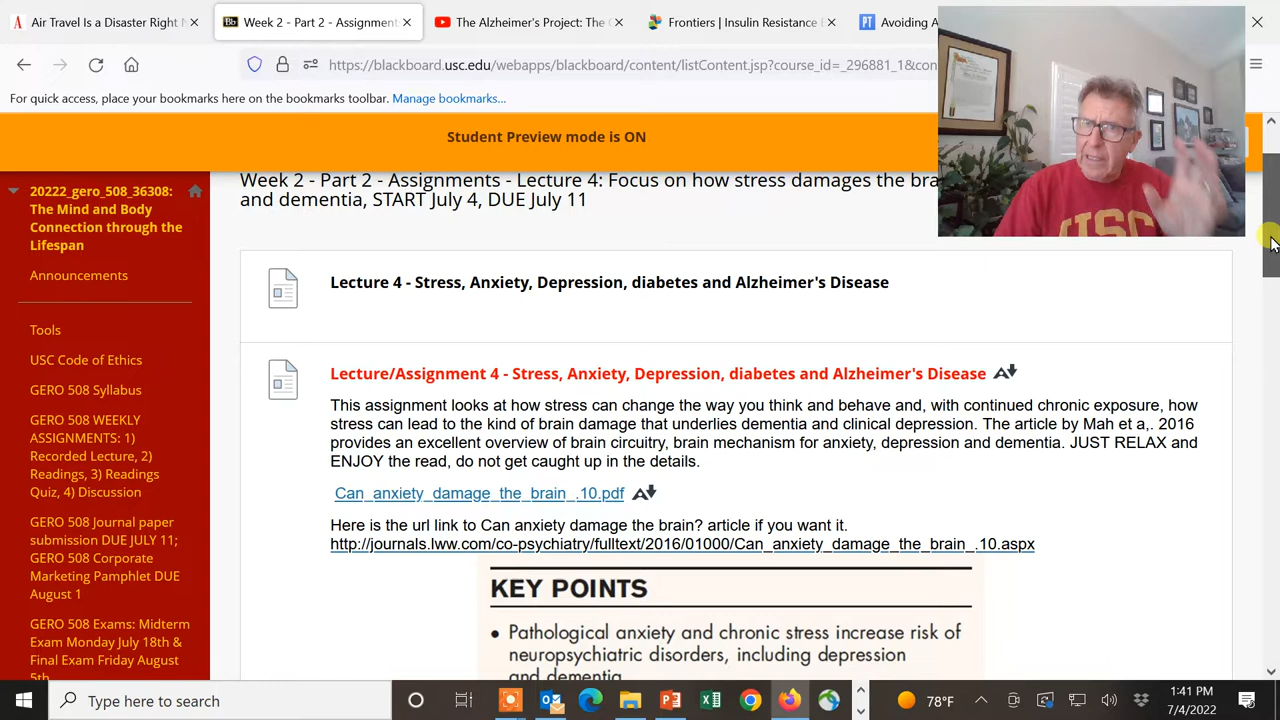 Air Travel Is a Disaster Right
Week 2 - Part 2 - Assignment
The Alzheimer's Project: The
Frontiers | Insulin Resistance
Avoiding A
https://blackboard.usc.edu/webapps/blackboard/content/listContent.jsp?course_id=_296881_1&con
For quick access, place your bookmarks here on the bookmarks toolbar. Manage bookmarks...
Student Preview mode is ON
20222_gero_508_36308:
The Mind and Body
Connection through the
Lifespan
Announcements
Tools
USC Code of Ethics
GERO 508 Syllabus
GERO 508 WEEKLY
ASSIGNMENTS: 1)
Recorded Lecture, 2)
Readings, 3) Readings
Quiz, 4) Discussion
GERO 508 Journal paper
submission DUE JULY 11;
GERO 508 Corporate
Marketing Pamphlet DUE
August 1
GERO 508 Exams: Midterm
Exam Monday July 18th &
Final Exam Friday August
5th
Week 2 - Part 2 - Assignments - Lecture 4: Focus on how stress damages the bra
and dementia, START July 4, DUE July 11
Lecture 4 - Stress, Anxiety, Depression, diabetes and Alzheimer's Disease
Lecture/Assignment 4 - Stress, Anxiety, Depression, diabetes and Alzheimer's Disease
This assignment looks at how stress can change the way you think and behave and, with continued chronic exposure, how
stress can lead to the kind of brain damage that underlies dementia and clinical depression. The article by Mah et a,. 2016
provides an excellent overview of brain circuitry, brain mechanism for anxiety, depression and dementia. JUST RELAX and
ENJOY the read, do not get caught up in the details.
Can_anxiety_damage_the_brain_.10.pdf
Here is the url link to Can anxiety damage the brain? article if you want it.
http://journals.lww.com/co-psychiatry/fulltext/2016/01000/Can_anxiety_damage_the_brain_.10.aspx
KEY POINTS
• Pathological anxiety and chronic stress increase risk of
neuropsychiatric disorders, including depression
and dementia
USC
Type here to search
78°F
1:41 PM
7/4/2022